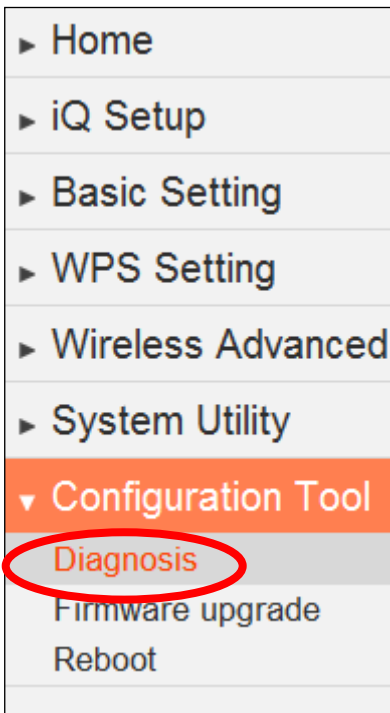 Home
iQ Setup
Basic Setting
WPS Setting
Wireless Advanced
System Utility
Configuration Tool
Diagnosis
Firmware upgrade
Reboot